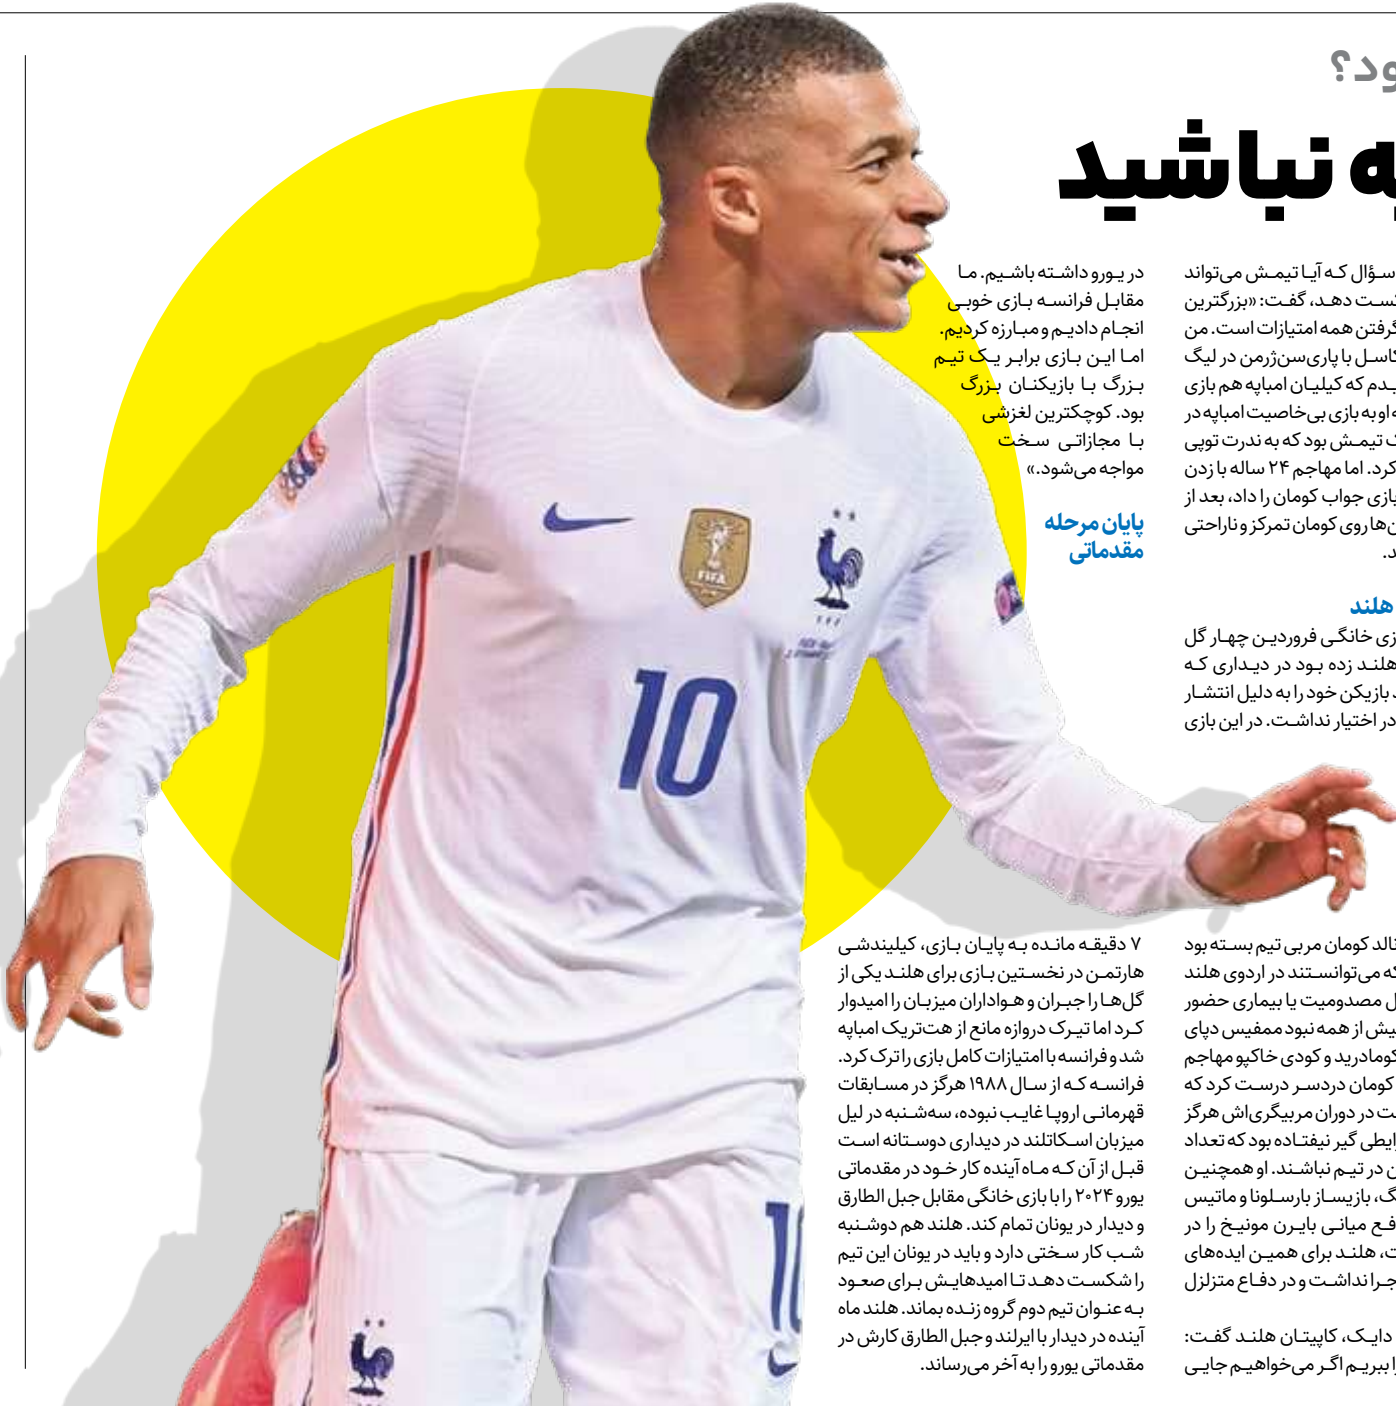 ود؟
ه نباشید
سؤال که آیا تیمش می‌تواند
ست دهد، گفت: «بزرگترین
گرفتن همه امتیازات است. من
کاسل با پاری‌سن‌ژرمن در لیگ
یدم که کیلیان امباپه هم بازی
ه او به بازی بی‌خاصیت امباپه در
ک تیمش بود که به ندرت توپی
کرد. اما مهاجم ۲۴ ساله با زدن
بازی جواب کومان را داد، بعد از
ن‌ها روی کومان تمرکز و ناراحتی
د.
هلند
زی خانگی فروردین چهار گل
هلند زده بود در دیداری که
د بازیکن خود را به دلیل انتشار
در اختیار نداشت. در این بازی
نالد کومان مربی تیم بسته بود
که می‌توانستند در اردوی هلند
ل مصدومیت یا بیماری حضور
یش از همه نبود ممفیس دپای
کومادرید و کودی خاکپو مهاجم
کومان دردسر درست کرد که
ت در دوران مربیگری‌اش هرگز
ایطی گیر نیفتاده بود که تعداد
ن در تیم نباشند. او همچنین
گ، بازیساز بارسلونا و ماتیس
فع میانی بایرن مونیخ را در
ت، هلند برای همین ایده‌های
جرا نداشت و در دفاع متزلزل
دایک، کاپیتان هلند گفت:
را ببریم اگر می‌خواهیم جایی
در یورو داشته باشیم. ما
مقابل فرانسه بازی خوبی
انجام دادیم و مبارزه کردیم.
اما این بازی برابر یک تیم
بزرگ با بازیکنان بزرگ
بود. کوچکترین لغزشی
با مجازاتی سخت
مواجه می‌شود.»
پایان مرحله
مقدماتی
۷ دقیقه مانده به پایان بازی، کیلیندشی
هارتمن در نخستین بازی برای هلند یکی از
گل‌ها را جبران و هواداران میزبان را امیدوار
کرد اما تیرک دروازه مانع از هت‌تریک امباپه
شد و فرانسه با امتیازات کامل بازی را ترک کرد.
فرانسه که از سال ۱۹۸۸ هرگز در مسابقات
قهرمانی اروپا غایب نبوده، سه‌شنبه در لیل
میزبان اسکاتلند در دیداری دوستانه است
قبل از آن که ماه آینده کار خود در مقدماتی
یورو ۲۰۲۴ را با بازی خانگی مقابل جبل الطارق
و دیدار در یونان تمام کند. هلند هم دوشنبه
شب کار سختی دارد و باید در یونان این تیم
را شکست دهد تا امیدهایش برای صعود
به عنوان تیم دوم گروه زنده بماند. هلند ماه
آینده در دیدار با ایرلند و جبل الطارق کارش در
مقدماتی یورو را به آخر می‌رساند.
FIFA
10
10